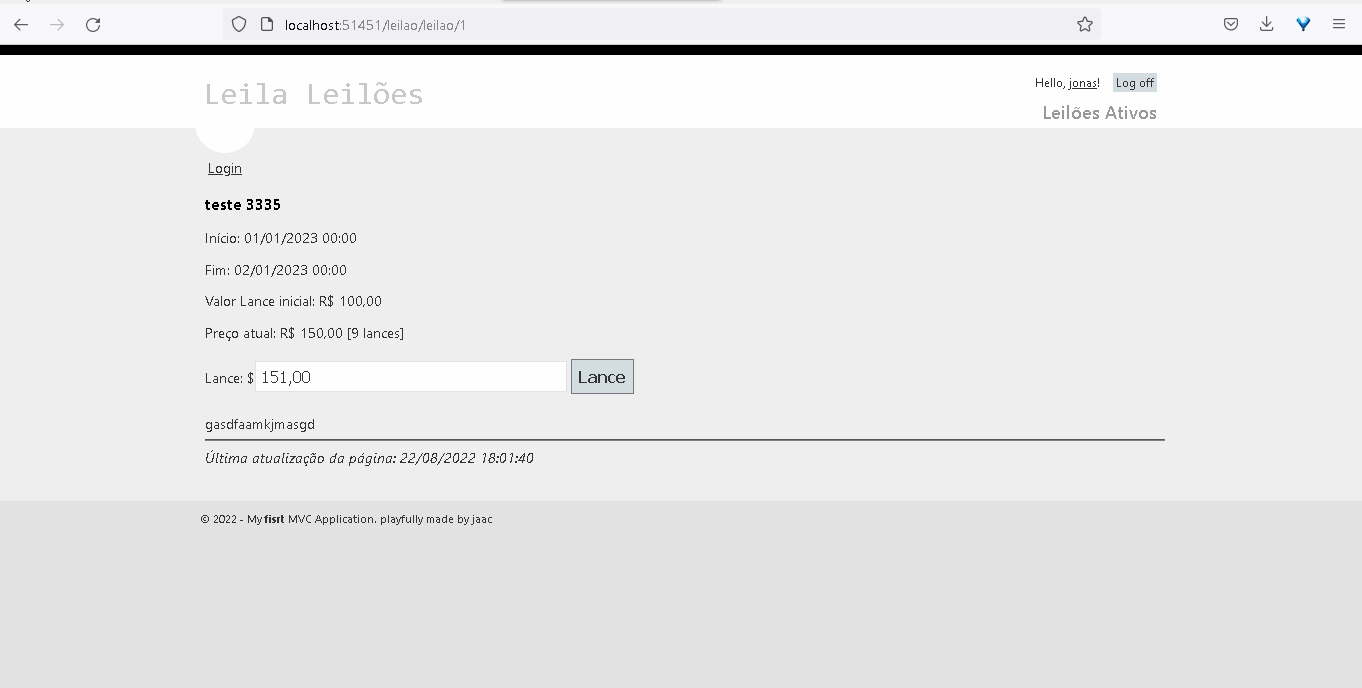 localhost:51451/leilao/leilao/1
Leila Leilões
Hello, jonas! Log off
Leilões Ativos
Login
teste 3335
Início: 01/01/2023 00:00
Fim: 02/01/2023 00:00
Valor Lance inicial: R$ 100,00
Preço atual: R$ 150,00 [9 lances]
Lance: $ 151,00 Lance
gasdfaamkjmasgd
Última atualização da página: 22/08/2022 18:01:40
© 2022 - My fisrt MVC Application. playfully made by jaac